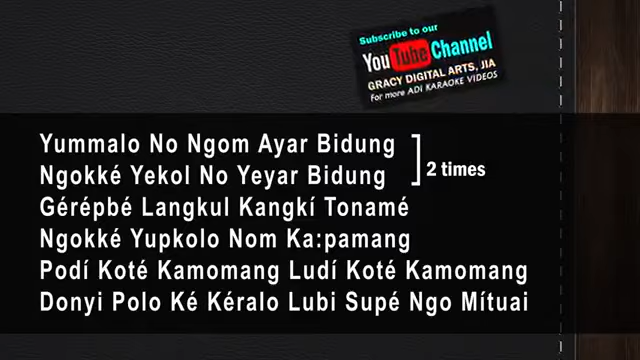 Subscribe to our
YouTube Channel
GRACY DIGITAL ARTS, JIA
For more ADI KARAOKE VIDEOS
Yummalo No Ngom Ayar Bidung
Ngokké Yekol No Yeyar Bidung
2 times
Gérépbé Langkul Kangkí Tonamé
Ngokké Yupkolo Nom Ka:pamang
Podí Koté Kamomang Ludí Koté Kamomang
Donyi Polo Ké Kéralo Lubi Supé Ngo Mítuai